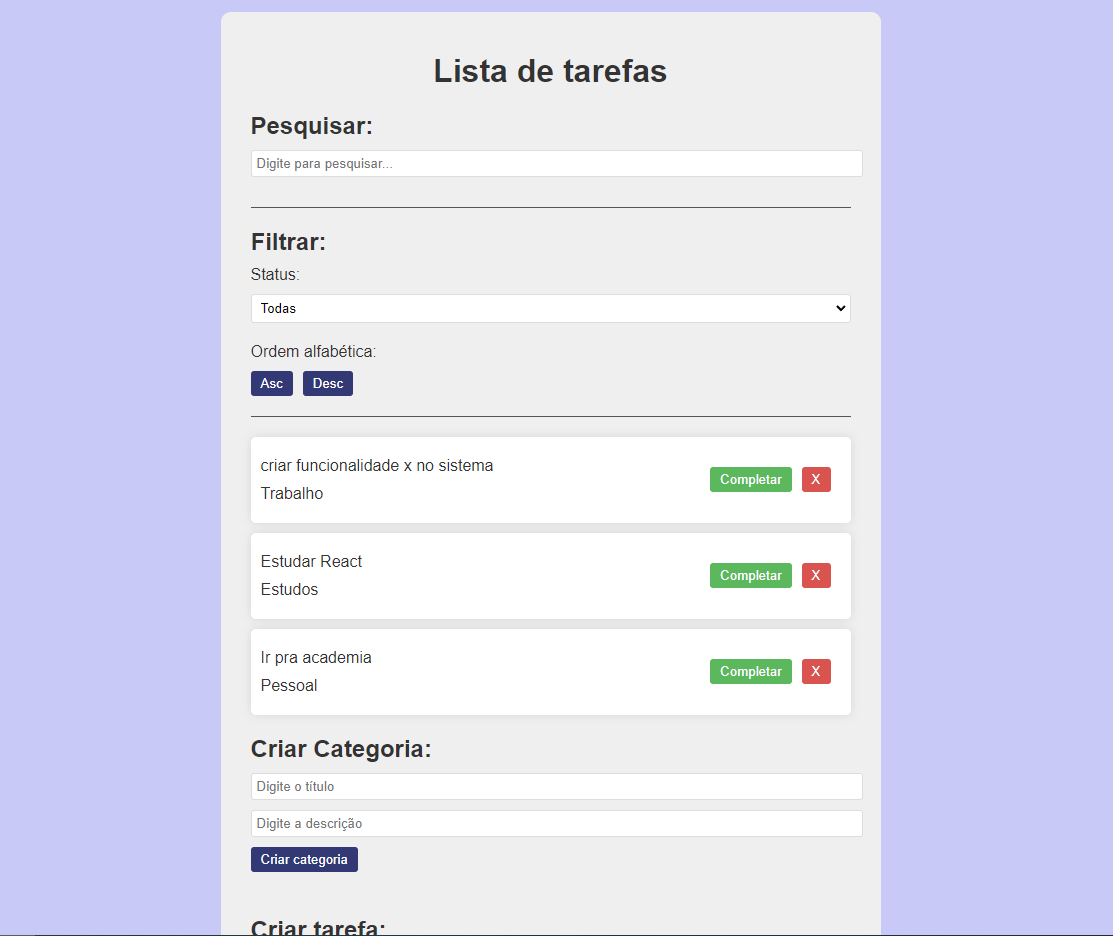 Lista de tarefas
Pesquisar:
Digite para pesquisar...
Filtrar:
Status:
Todas
Ordem alfabética:
Asc Desc
criar funcionalidade x no sistema
Trabalho
Completar X
Estudar React
Estudos
Completar X
Ir pra academia
Pessoal
Completar X
Criar Categoria:
Digite o título
Digite a descrição
Criar categoria
Criar tarefa: